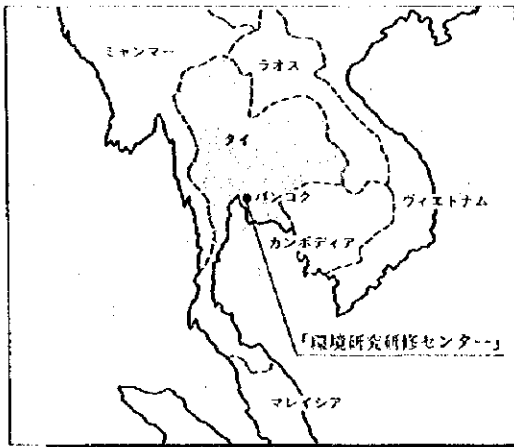 ミャンマー
ラオス
タイ
バンコク
ヴィエトナム
カンボディア
「環境研究研修センター」
マレイシア